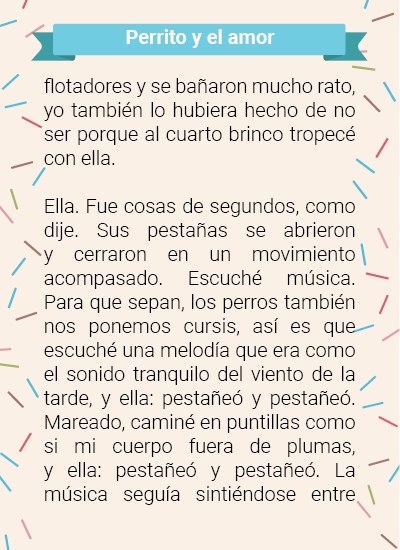 Perrito y el amor
flotadores y se bañaron mucho rato,
yo también lo hubiera hecho de no
ser porque al cuarto brinco tropecé
con ella.
Ella. Fue cosas de segundos, como
dije. Sus pestañas se abrieron
y cerraron en un movimiento
acompasado. Escuché música.
Para que sepan, los perros también
nos ponemos cursis, así es que
escuché una melodía que era como
el sonido tranquilo del viento de la
tarde, y ella: pestañeó y pestañeó.
Mareado, caminé en puntillas como
si mi cuerpo fuera de plumas,
y ella: pestañeó y pestañeó. La
música seguía sintiéndose entre